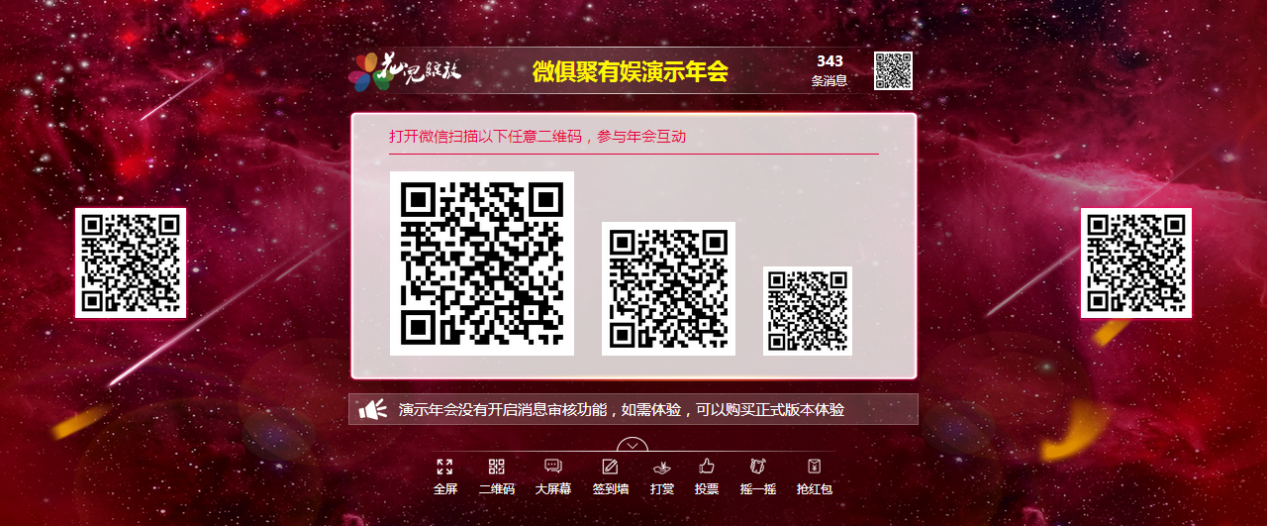 花儿绽放
微俱聚有娱演示年会
343
条消息
打开微信扫描以下任意二维码，参与年会互动
演示年会没有开启消息审核功能，如需体验，可以购买正式版本体验
全屏 二维码 大屏幕 签到墙 打赏 投票 摇一摇 抢红包